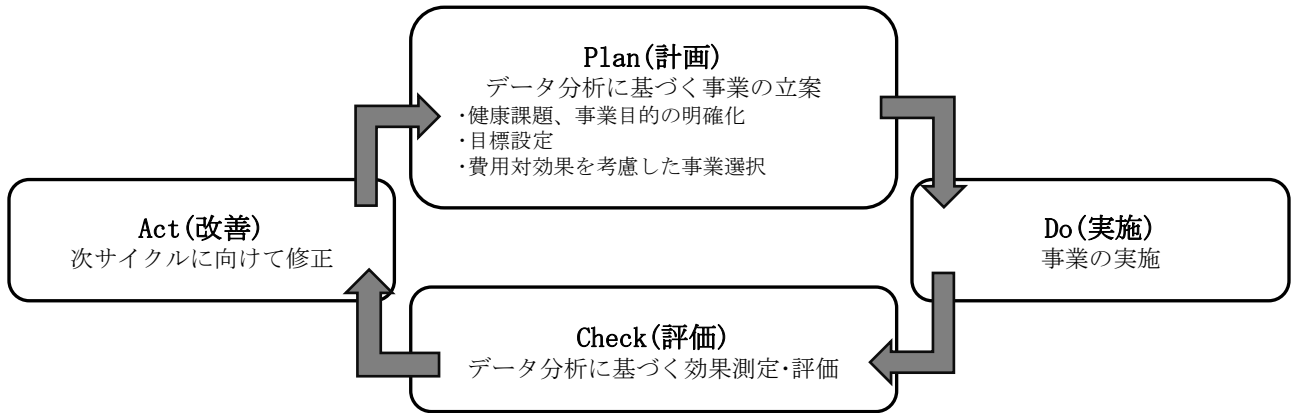 Plan(計画)
データ分析に基づく事業の立案
･健康課題、事業目的の明確化
･目標設定
･費用対効果を考慮した事業選択
Act(改善)
次サイクルに向けて修正
Do(実施)
事業の実施
Check(評価)
データ分析に基づく効果測定･評価